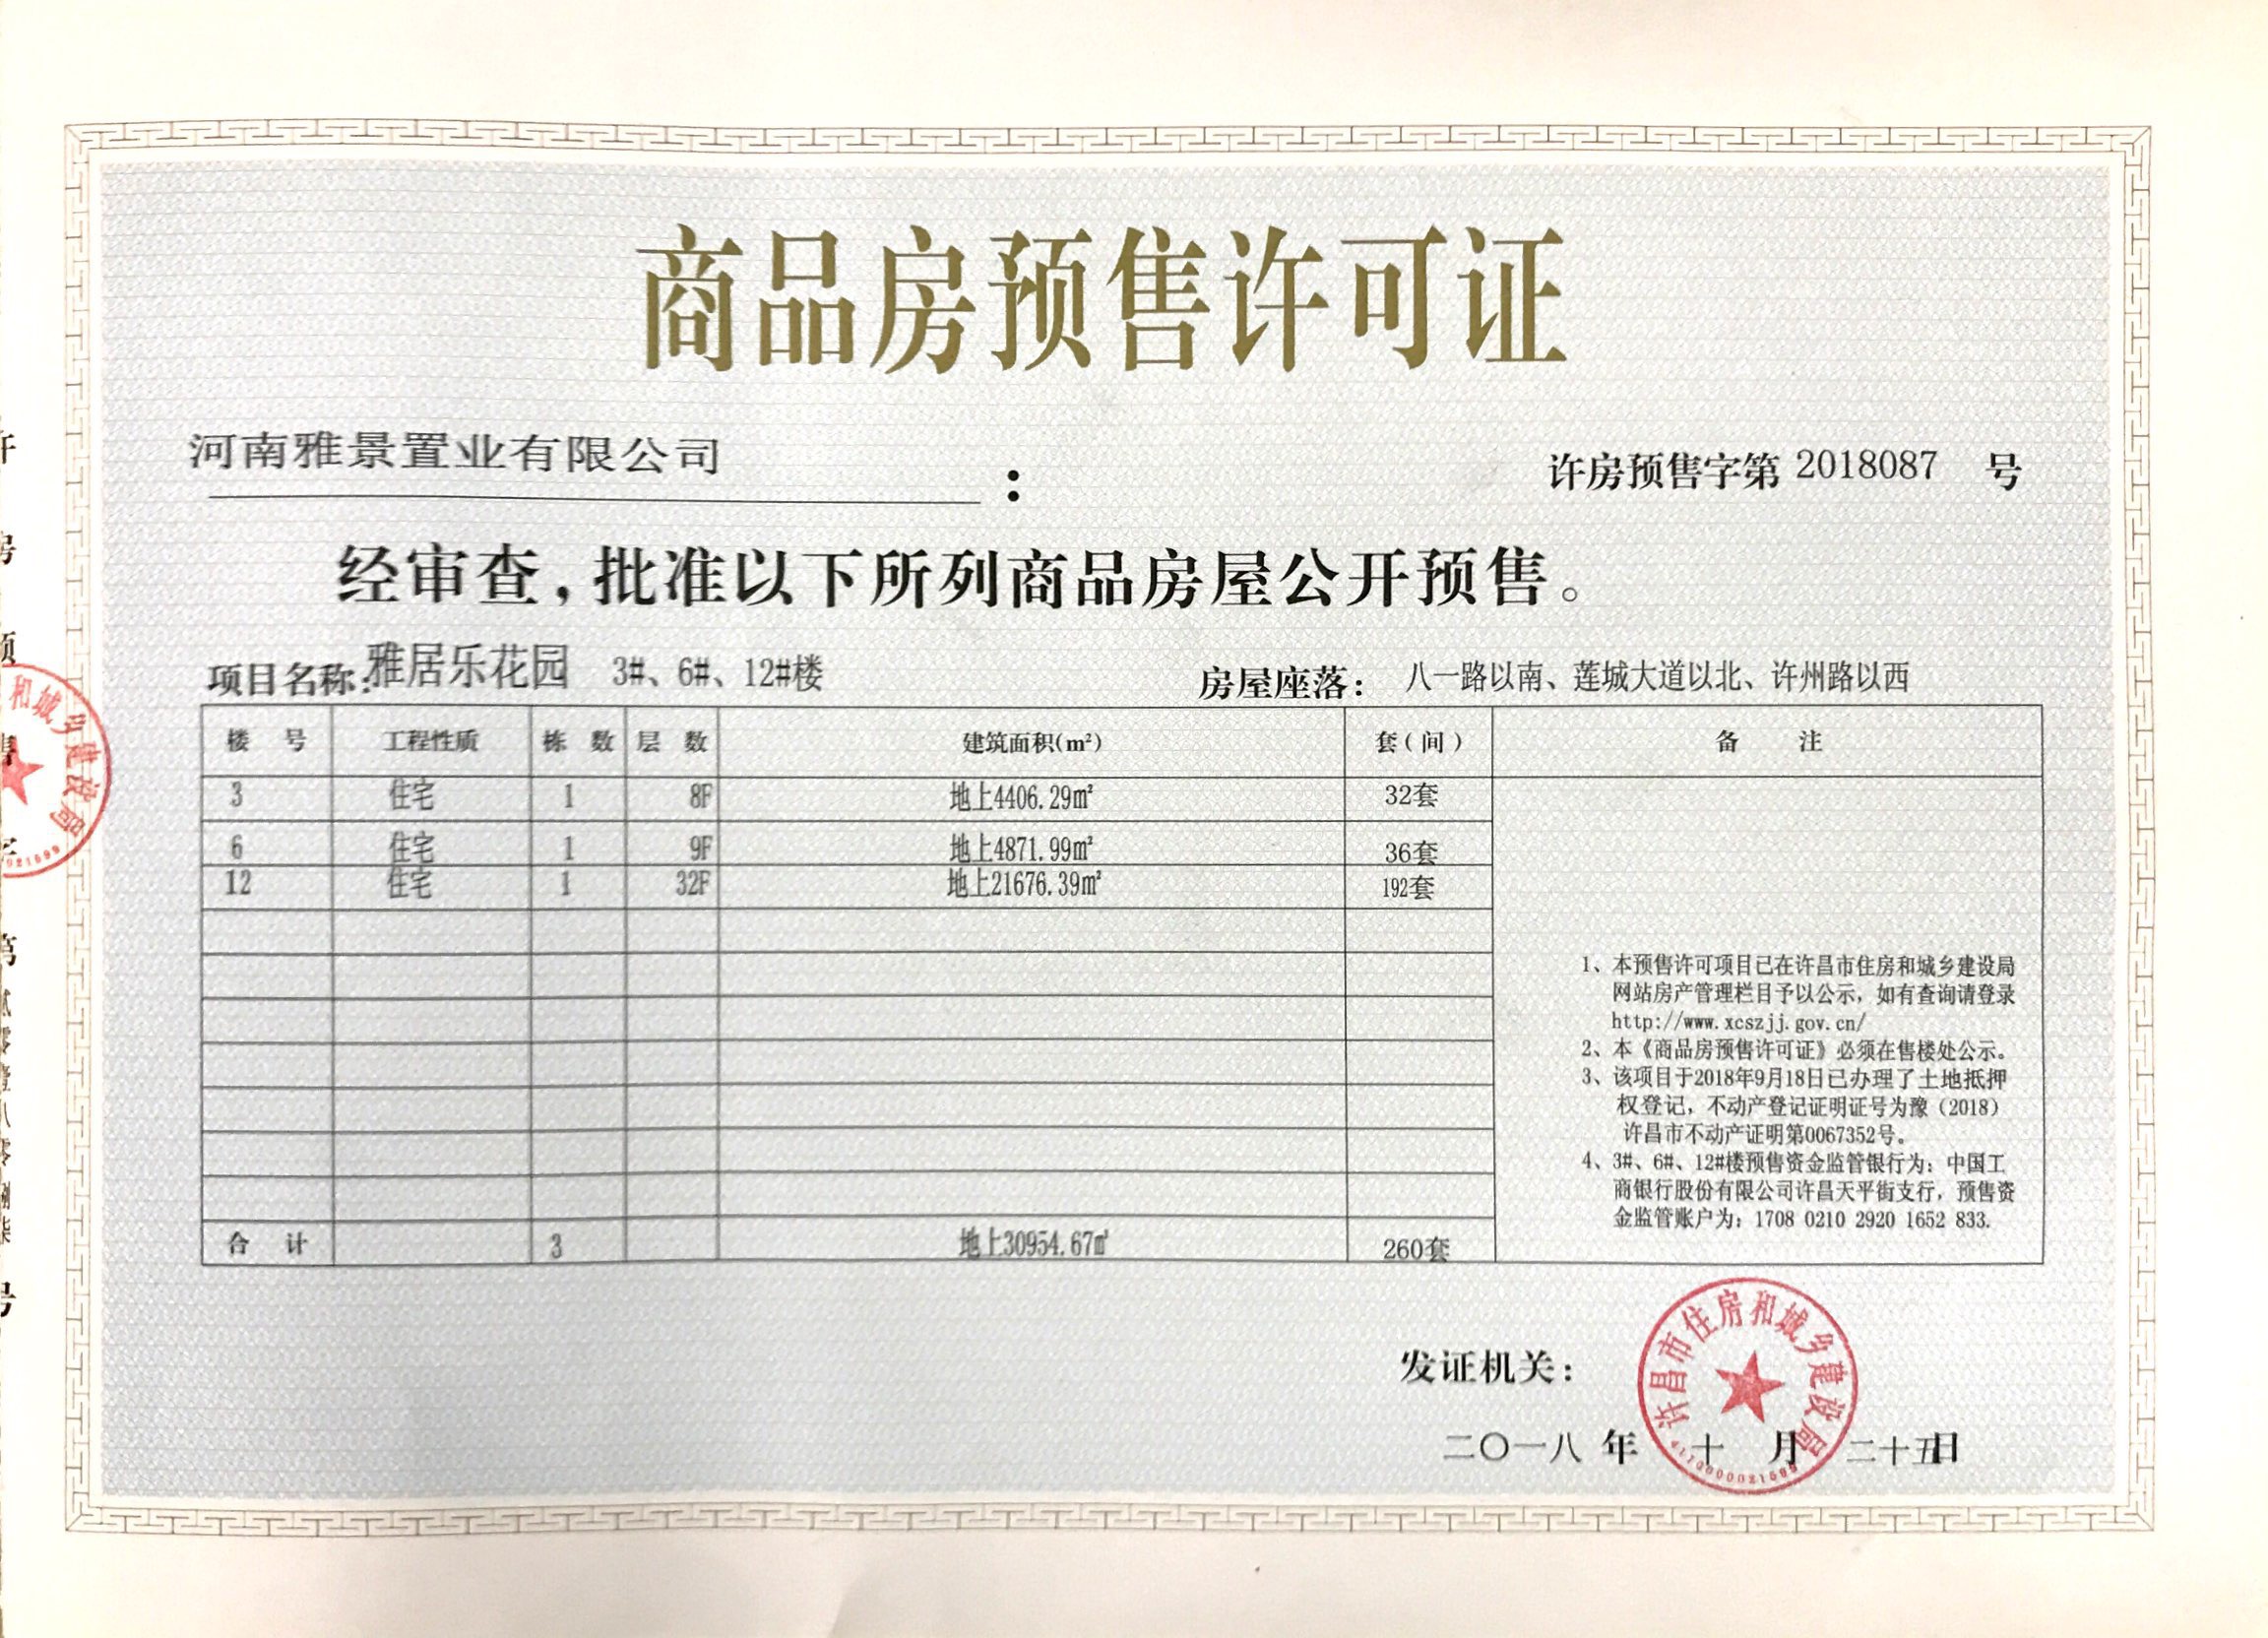 商品房预售许可证
河南雅景置业有限公司：
许房预售字第 2018087 号
经审查，批准以下所列商品房屋公开预售。
项目名称：雅居乐花园 3#、6#、12#楼
房屋座落：八一路以南、莲城大道以北、许州路以西
楼 号 工程性质 栋 数 层 数 建筑面积(m²) 套（间） 备 注
3 住宅 1 8F 地上4406.29㎡ 32套
6 住宅 1 9F 地上4871.99㎡ 36套
12 住宅 1 32F 地上21676.39㎡ 192套
1、本预售许可项目已在许昌市住房和城乡建设局
网站房产管理栏目予以公示，如有查询请登录
http://www.xcszjj.gov.cn/
2、本《商品房预售许可证》必须在售楼处公示。
3、该项目于2018年9月18日已办理了土地抵押
权登记，不动产登记证明证号为豫（2018）
许昌市不动产证明第0067352号。
4、3#、6#、12#楼预售资金监管银行为：中国工
商银行股份有限公司许昌天平街支行，预售资
金监管账户为：1708 0210 2920 1652 833.
合 计 3 地上30954.67㎡ 260套
发证机关：
许昌市住房和城乡建设局
二〇一八 年 十 月 二十五日
和城乡建设局